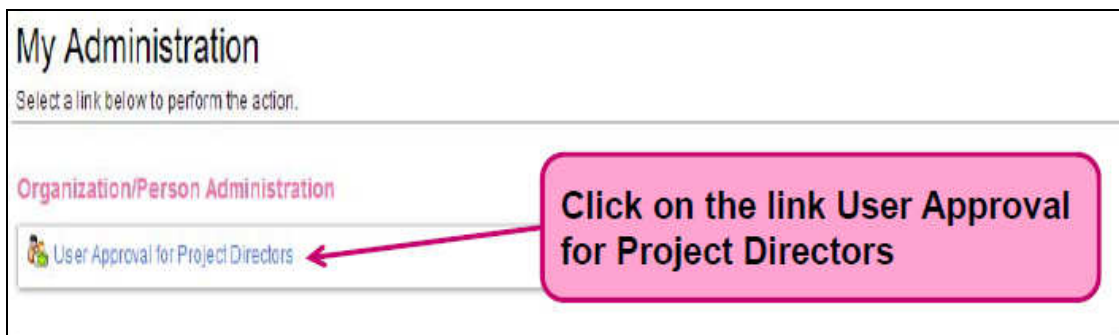 My Administration
Select a link below to perform the action.
Organization/Person Administration
User Approval for Project Directors
Click on the link User Approval
for Project Directors